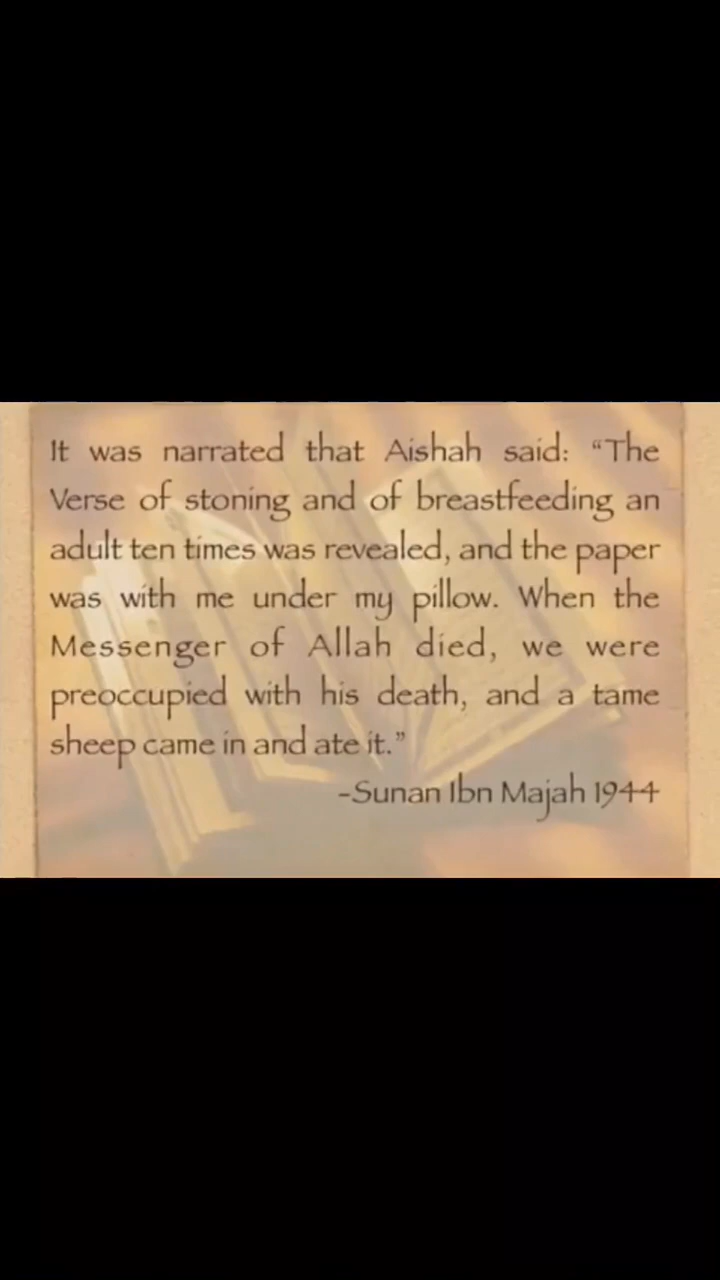 It was narrated that Aishah said: “The
Verse of stoning and of breastfeeding an
adult ten times was revealed, and the paper
was with me under my pillow. When the
Messenger of Allah died, we were
preoccupied with his death, and a tame
sheep came in and ate it.”
-Sunan Ibn Majah 1944